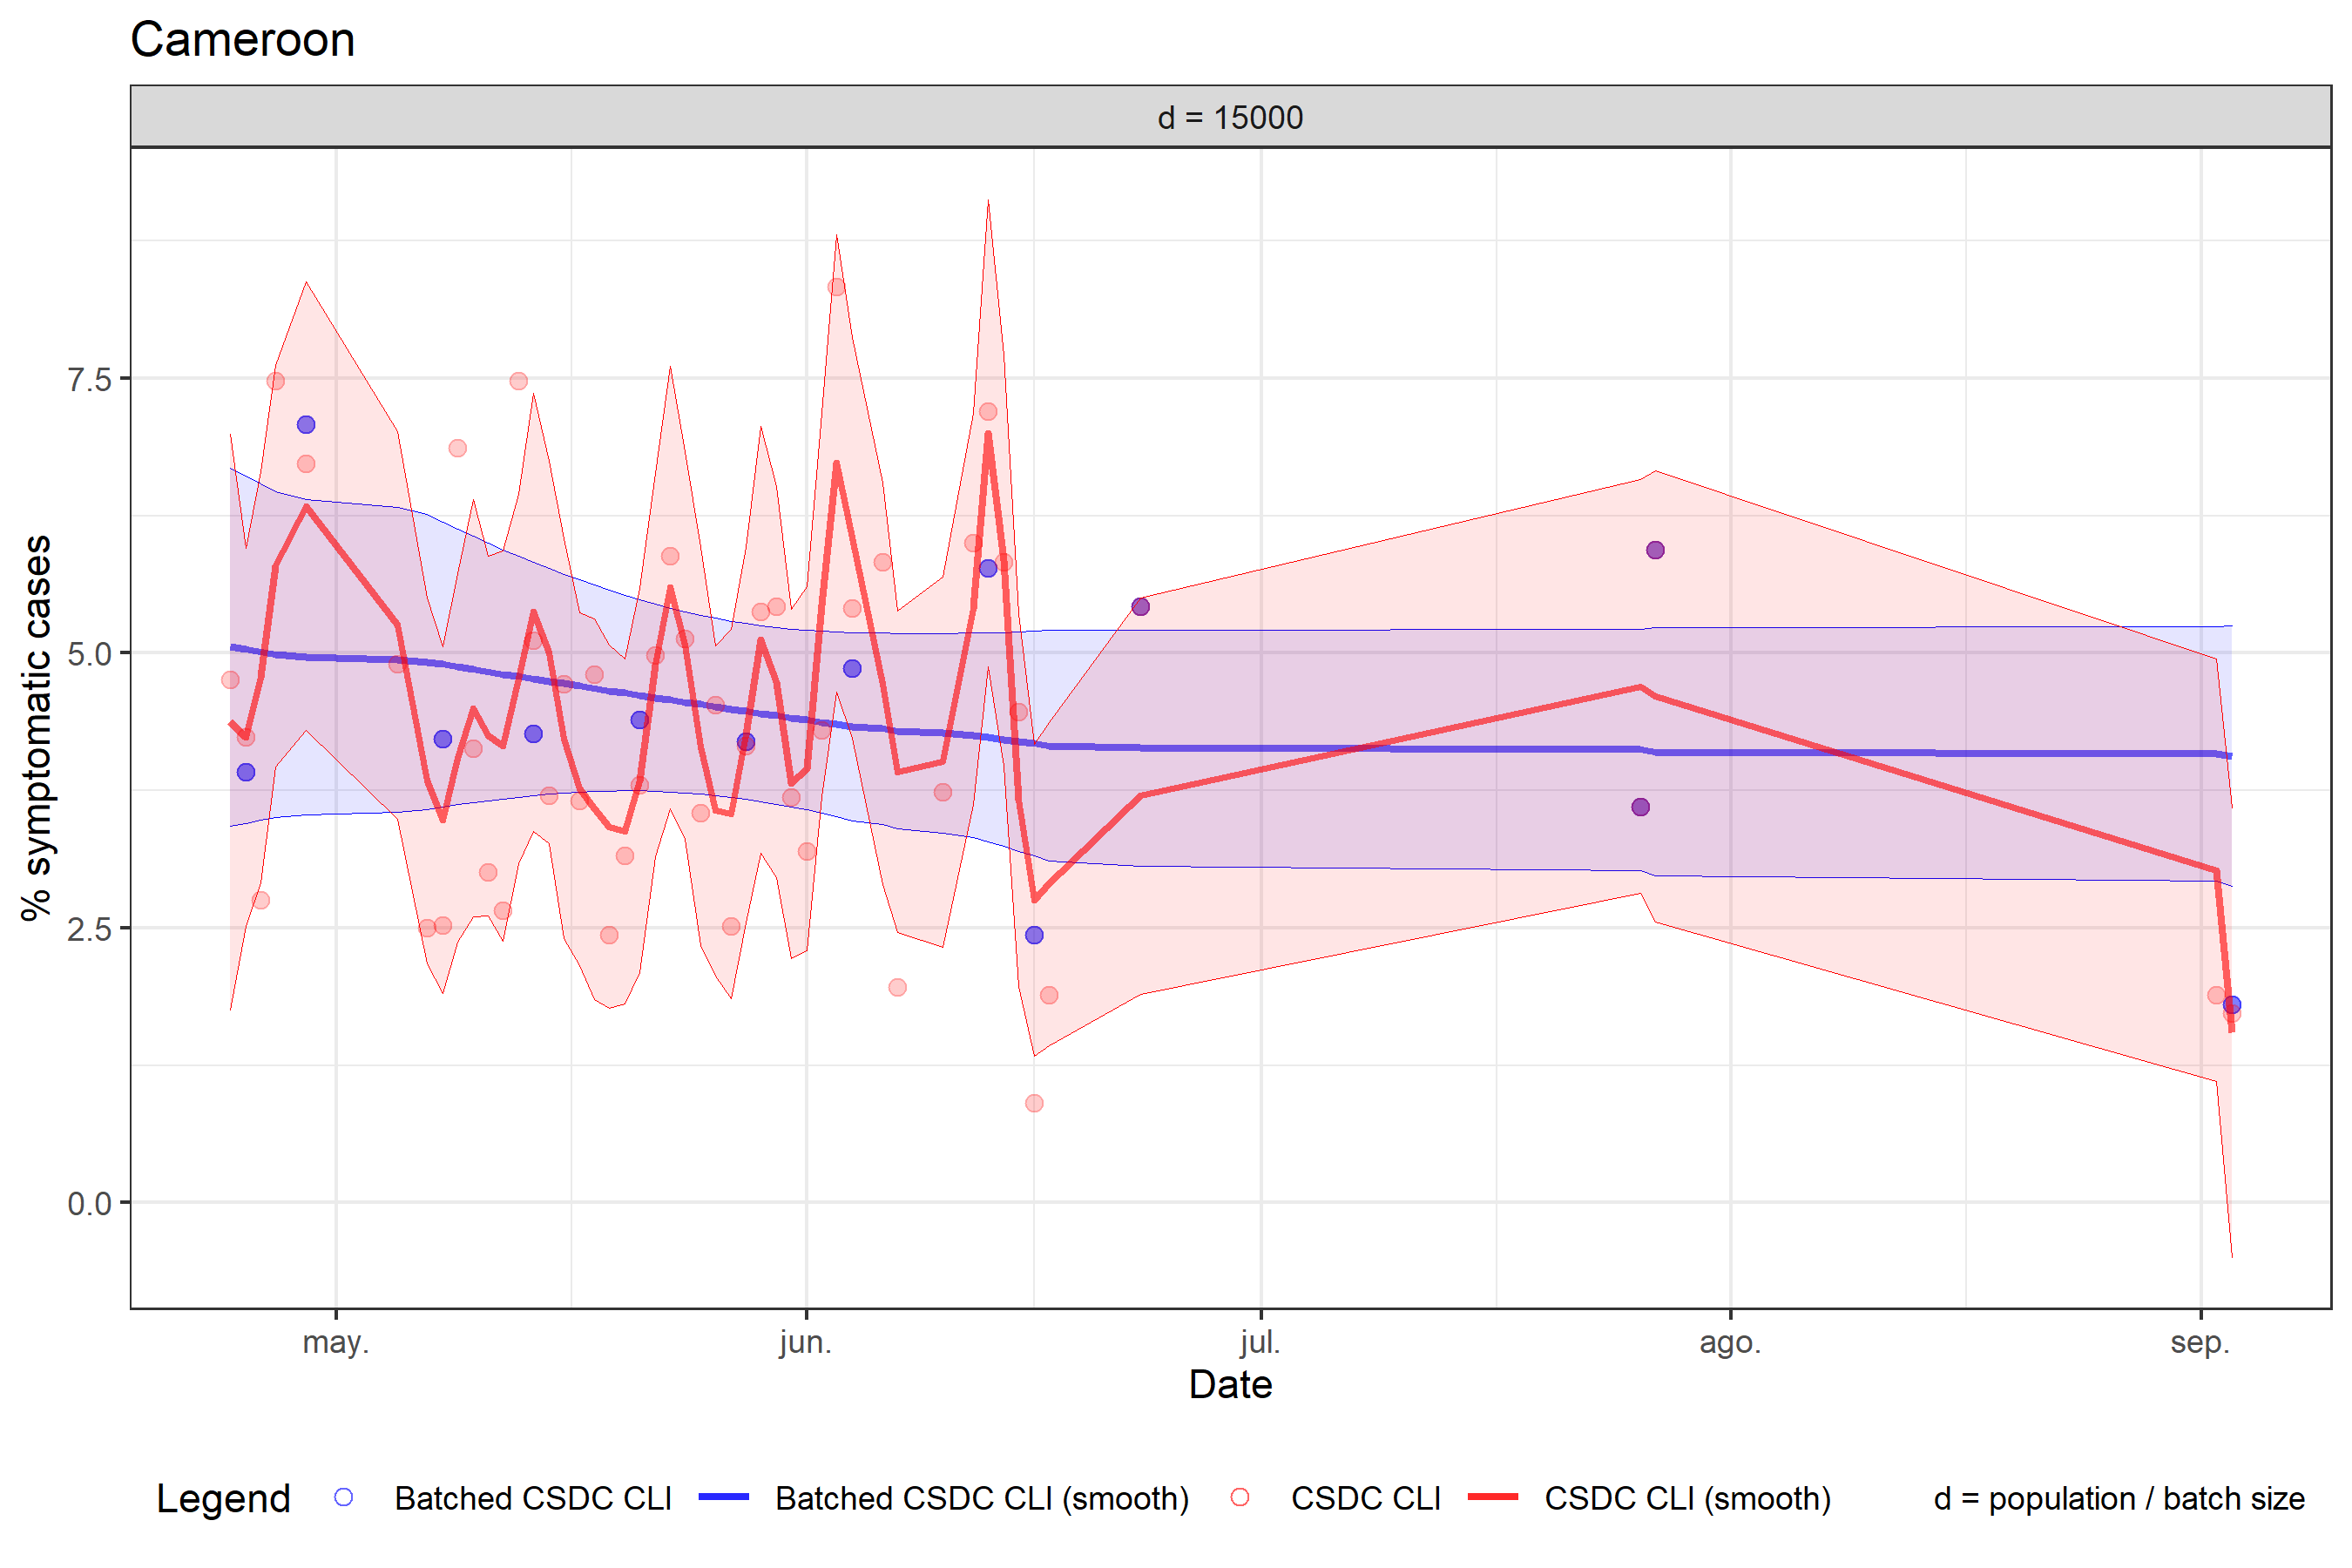 Cameroon
d = 15000
% symptomatic cases
7.5
5.0
2.5
0.0
may.
jun.
jul.
ago.
sep.
Date
Legend
Batched CSDC CLI
Batched CSDC CLI (smooth)
CSDC CLI
CSDC CLI (smooth)
d = population / batch size